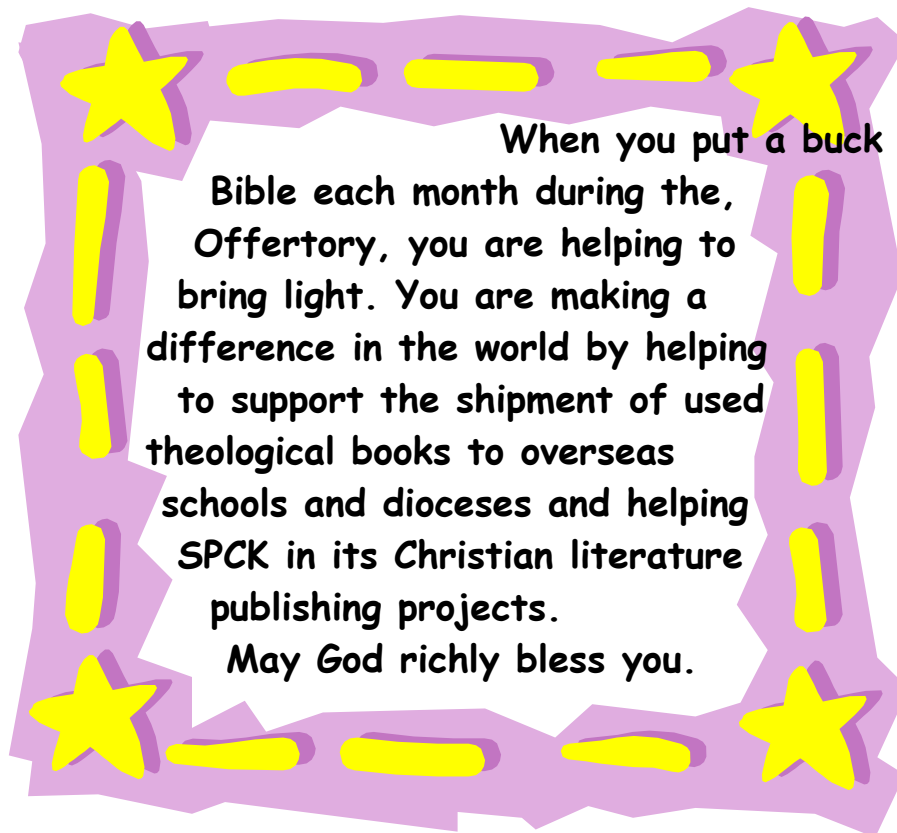 When you put a buck
Bible each month during the,
Offertory, you are helping to
bring light. You are making a
difference in the world by helping
to support the shipment of used
theological books to overseas
schools and dioceses and helping
SPCK in its Christian literature
publishing projects.
May God richly bless you.